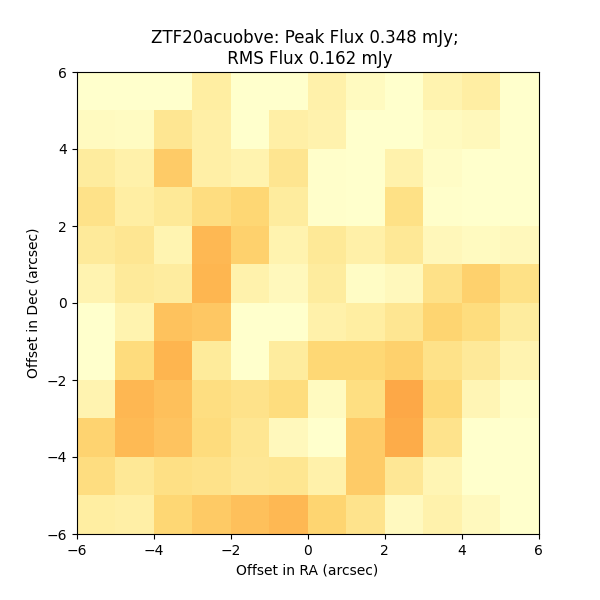 ZTF20acuobve: Peak Flux 0.348 mJy;
RMS Flux 0.162 mJy
6
4
2
0
−2
−4
−6
Offset in Dec (arcsec)
−6 −4 −2 0 2 4 6
Offset in RA (arcsec)